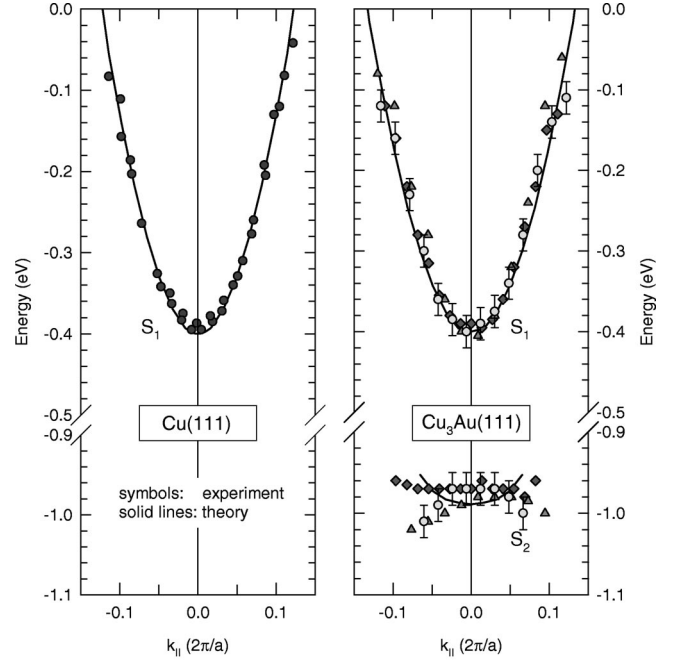 0.0
-0.1
-0.2
-0.3
-0.4
-0.5
-0.9
-1.0
-1.1
Energy (eV)
S1
Cu(111)
symbols: experiment
solid lines: theory
-0.1 0.0 0.1
k|| (2π/a)
0.0
-0.1
-0.2
-0.3
-0.4
-0.5
-0.9
-1.0
-1.1
Energy (eV)
S1
Cu3Au(111)
S2
-0.1 0.0 0.1
k|| (2π/a)